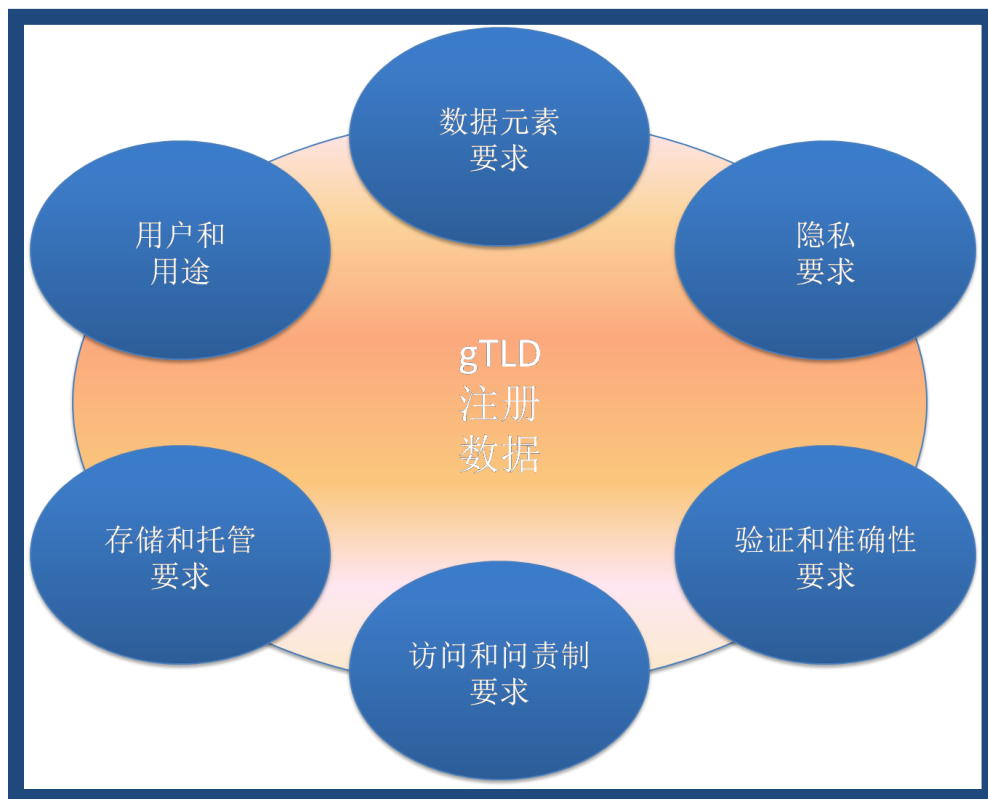 数据元素
要求
用户和
用途
隐私
要求
gTLD
注册
数据
存储和托管
要求
验证和准确性
要求
访问和问责制
要求